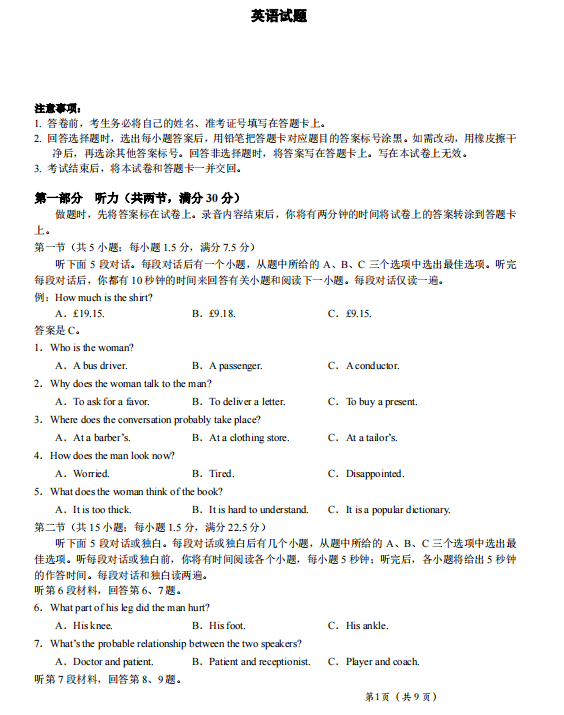 英语试题
注意事项：
1. 答卷前，考生务必将自己的姓名、准考证号填写在答题卡上。
2. 回答选择题时，选出每小题答案后，用铅笔把答题卡对应题目的答案标号涂黑。如需改动，用橡皮擦干
净后，再选涂其他答案标号。回答非选择题时，将答案写在答题卡上。写在本试卷上无效。
3. 考试结束后，将本试卷和答题卡一并交回。
第一部分 听力（共两节，满分 30 分）
做题时，先将答案标在试卷上。录音内容结束后，你将有两分钟的时间将试卷上的答案转涂到答题卡
上。
第一节（共 5 小题；每小题 1.5 分，满分 7.5 分）
听下面 5 段对话。每段对话后有一个小题，从题中所给的 A、B、C 三个选项中选出最佳选项。听完
每段对话后，你都有 10 秒钟的时间来回答有关小题和阅读下一小题。每段对话仅读一遍。
例：How much is the shirt?
A．£19.15. B．£9.18. C．£9.15.
答案是 C。
1．Who is the woman?
A．A bus driver. B．A passenger. C．A conductor.
2．Why does the woman talk to the man?
A．To ask for a favor. B．To deliver a letter. C．To buy a present.
3．Where does the conversation probably take place?
A．At a barber's. B．At a clothing store. C．At a tailor's.
4．How does the man look now?
A．Worried. B．Tired. C．Disappointed.
5．What does the woman think of the book?
A．It is too thick. B．It is hard to understand. C．It is a popular dictionary.
第二节（共 15 小题；每小题 1.5 分，满分 22.5 分）
听下面 5 段对话或独白。每段对话或独白后有几个小题，从题中所给的 A、B、C 三个选项中选出最
佳选项。听每段对话或独白前，你将有时间阅读各个小题，每小题 5 秒钟；听完后，各小题将给出 5 秒钟
的作答时间。每段对话和独白读两遍。
听第 6 段材料，回答第 6、7 题。
6．What part of his leg did the man hurt?
A．His knee. B．His foot. C．His ankle.
7．What's the probable relationship between the two speakers?
A．Doctor and patient. B．Patient and receptionist. C．Player and coach.
听第 7 段材料，回答第 8、9 题。
第1页（共 9 页）